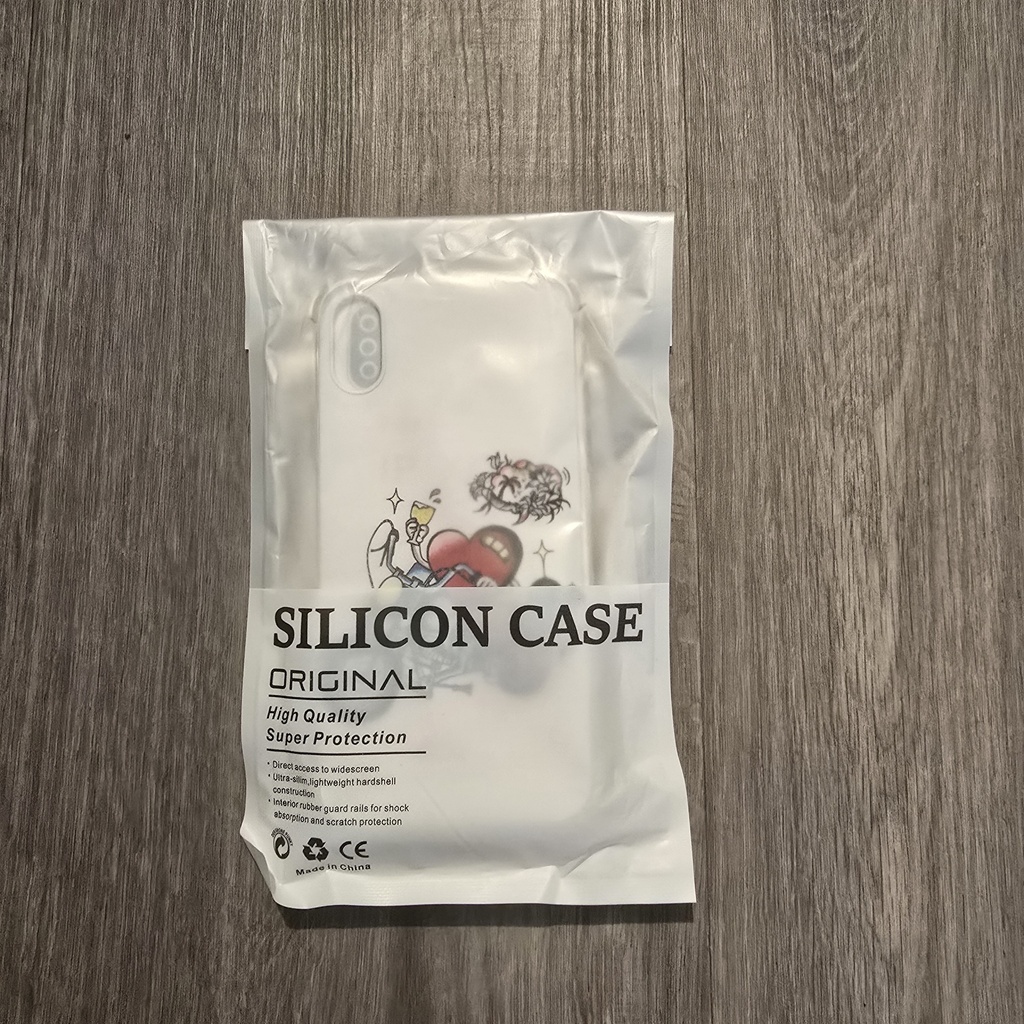 SILICON CASE
ORIGINAL
High Quality
Super Protection
* Direct access to widescreen
* Ultra-silim,lightweight hardshell
construction
* Interior rubber guard rails for shock
absorption and scratch protection
CE
Made in China